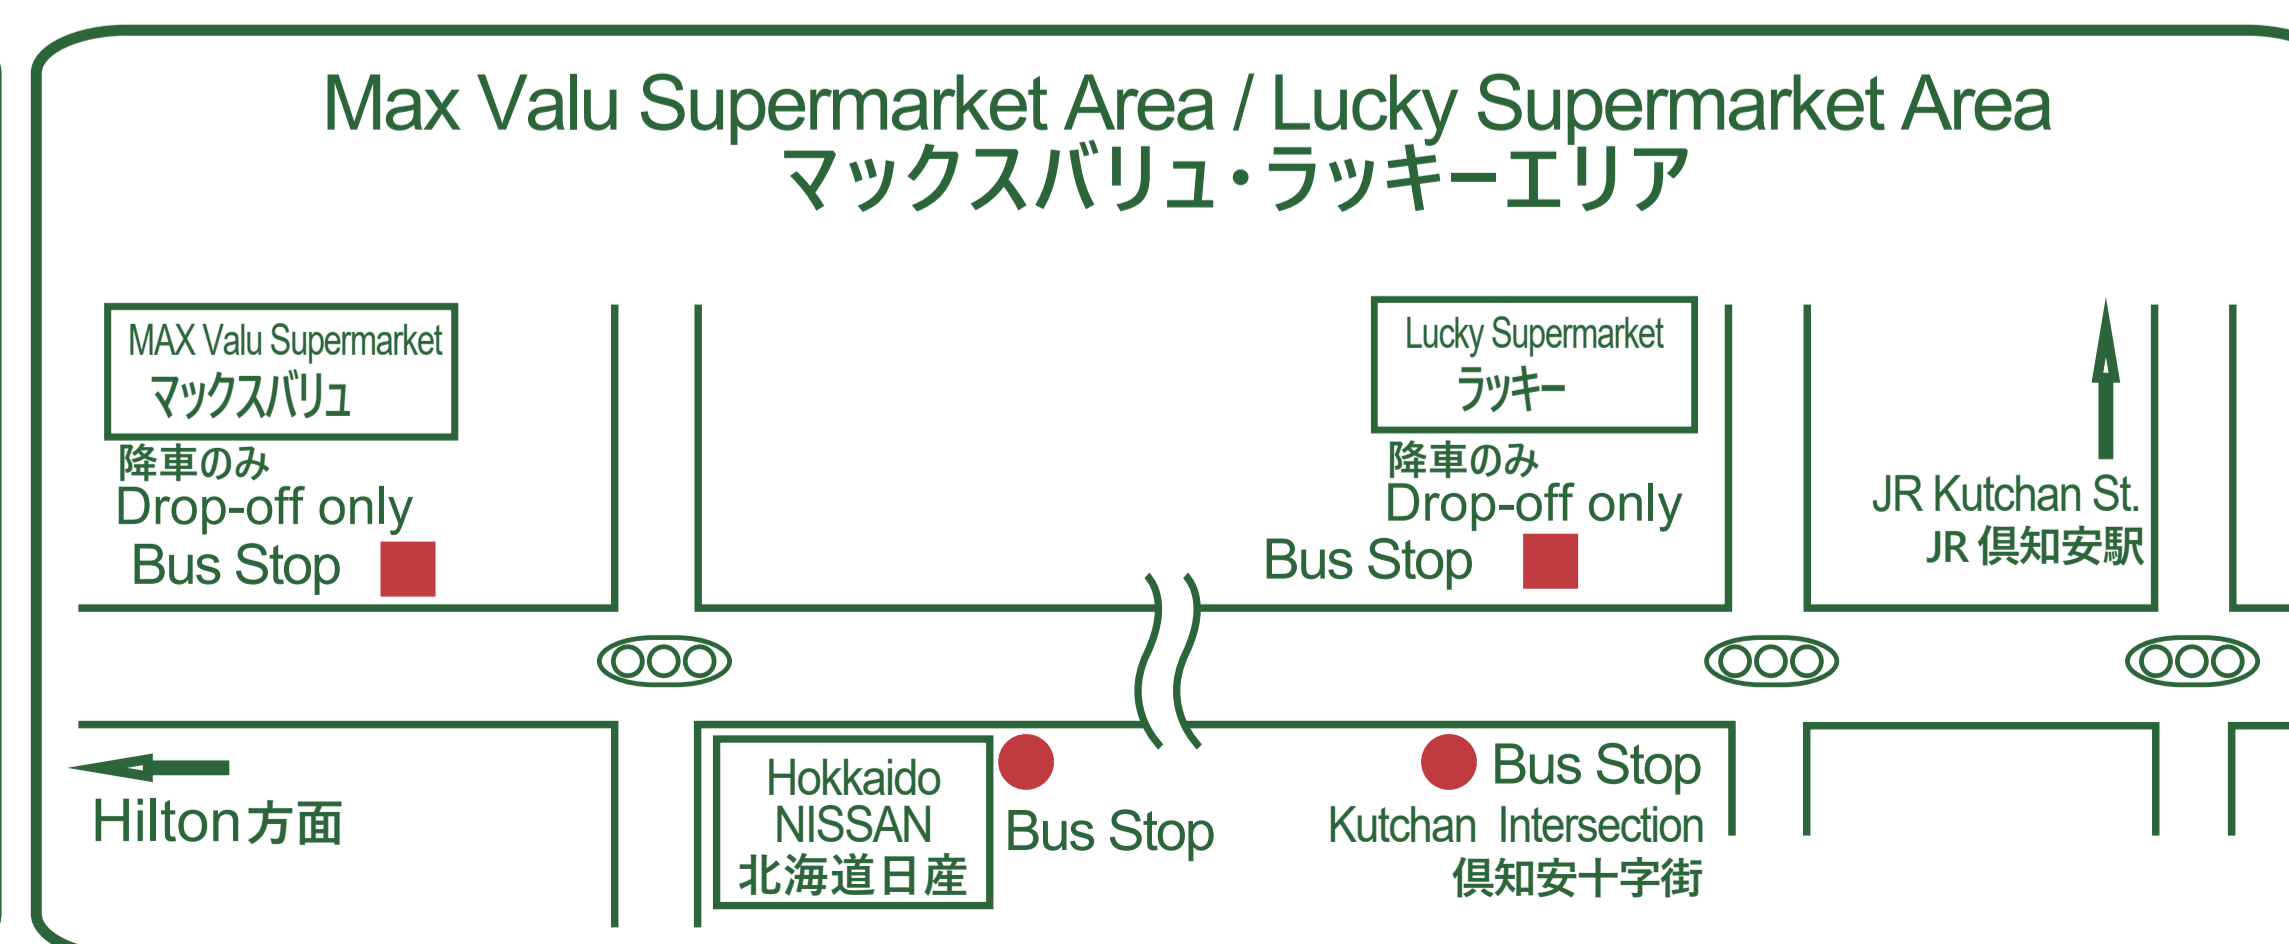 Max Valu Supermarket Area / Lucky Supermarket Area
マックスバリュ・ラッキーエリア
MAX Valu Supermarket
マックスバリュ
降車のみ
Drop-off only
Bus Stop
Lucky Supermarket
ラッキー
降車のみ
Drop-off only
Bus Stop
JR Kutchan St.
JR 倶知安駅
Hilton方面
Hokkaido
NISSAN
北海道日産
Bus Stop
Bus Stop
Kutchan Intersection
倶知安十字街